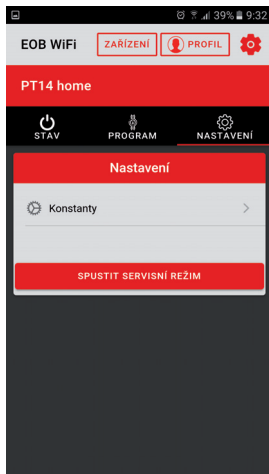 39% 9:32
EOB WiFi ZAŘÍZENÍ PROFIL
PT14 home
STAV PROGRAM NASTAVENÍ
Nastavení
Konstanty
SPUSTIT SERVISNÍ REŽIM